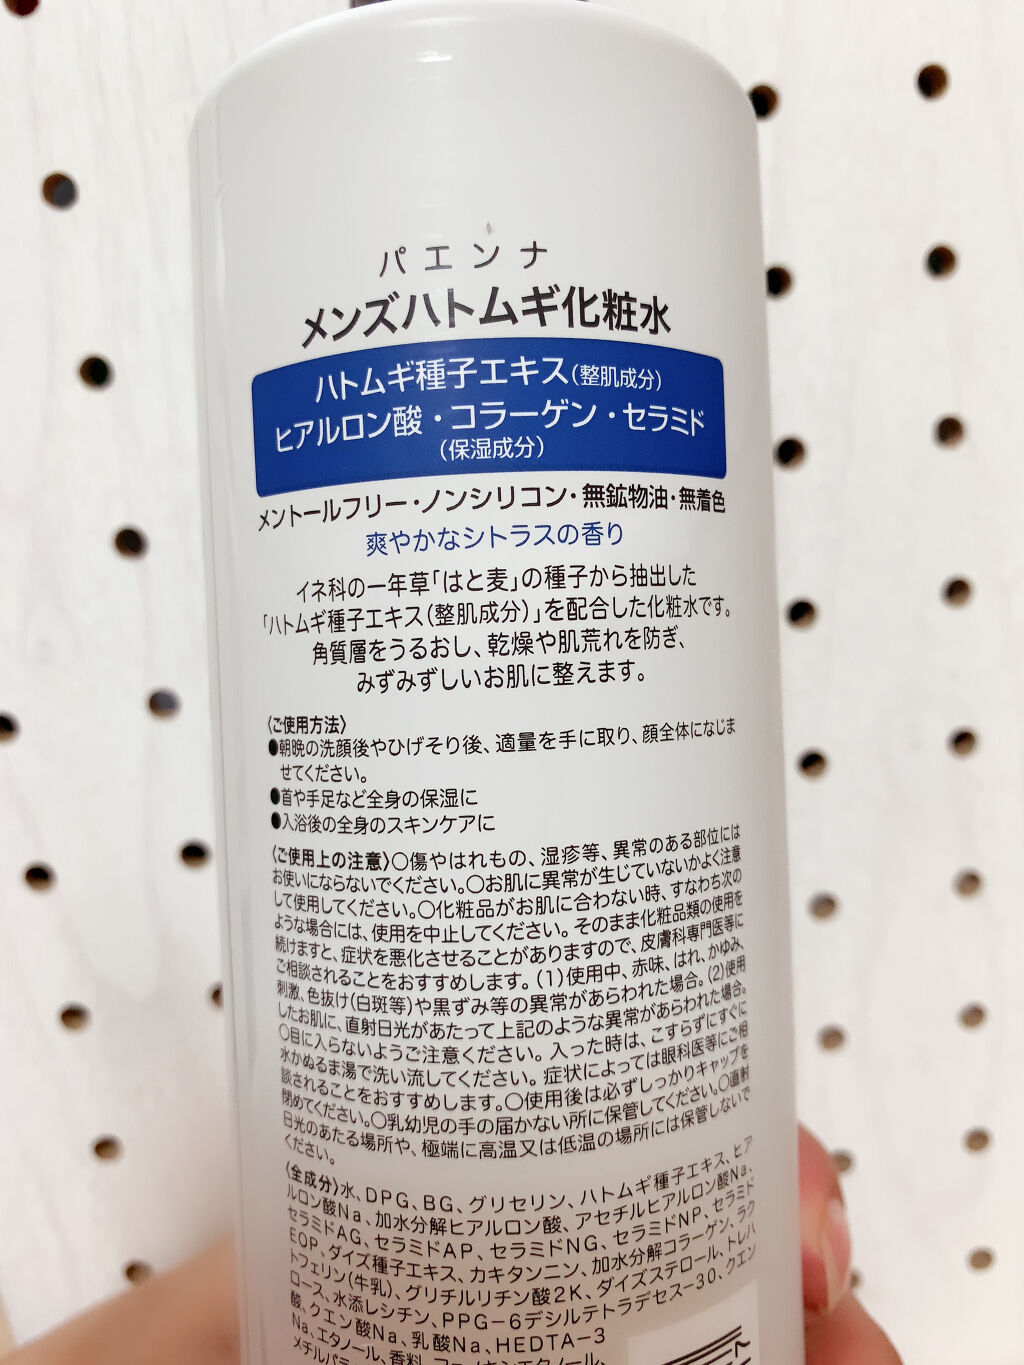 パエンナ
メンズハトムギ化粧水
ハトムギ種子エキス(整肌成分)
ヒアルロン酸・コラーゲン・セラミド
(保湿成分)
メントールフリー・ノンシリコン・無鉱物油・無着色
爽やかなシトラスの香り
イネ科の一年草「はと麦」の種子から抽出した
「ハトムギ種子エキス(整肌成分)」を配合した化粧水です。
角質層をうるおし、乾燥や肌荒れを防ぎ、
みずみずしいお肌に整えます。
〈ご使用方法〉
●朝晩の洗顔後やひげそり後、適量を手に取り、顔全体になじま
せてください。
●首や手足など全身の保湿に
●入浴後の全身のスキンケアに
〈ご使用上の注意〉○傷やはれもの、湿疹等、異常のある部位には
お使いにならないでください。○お肌に異常が生じていないかよく注意
して使用してください。○化粧品がお肌に合わない時、すなわち次の
ような場合には、使用を中止してください。そのまま化粧品類の使用を
続けますと、症状を悪化させることがありますので、皮膚科専門医等に
ご相談されることをおすすめします。(1)使用中、赤味、はれ、かゆみ、
刺激、色抜け(白斑等)や黒ずみ等の異常があらわれた場合。(2)使用
したお肌に、直射日光があたって上記のような異常があらわれた場合。
○目に入らないようご注意ください。入った時は、こすらずにすぐに
水かぬるま湯で洗い流してください。症状によっては眼科医等にご相
談されることをおすすめします。○使用後は必ずしっかりキャップを
閉めてください。○乳幼児の手の届かない所に保管してください。○直射
日光のあたる場所や、極端に高温又は低温の場所には保管しないで
ください。
〈全成分〉水、DPG、BG、グリセリン、ハトムギ種子エキス、ヒア
ルロン酸Na、加水分解ヒアルロン酸、アセチルヒアルロン酸Na、
セラミドAG、セラミドAP、セラミドNG、セラミドNP、セラミド
EOP、ダイズ種子エキス、カキタンニン、加水分解コラーゲン、ラク
トフェリン(牛乳)、グリチルリチン酸2K、ダイズステロール、トレハ
ロース、水添レシチン、PPG-6デシルテトラデセス-30、クエン
酸、クエン酸Na、乳酸Na、HEDTA-3
Na、エタノール、香料、フェノキシエタノール、
メチルパラ